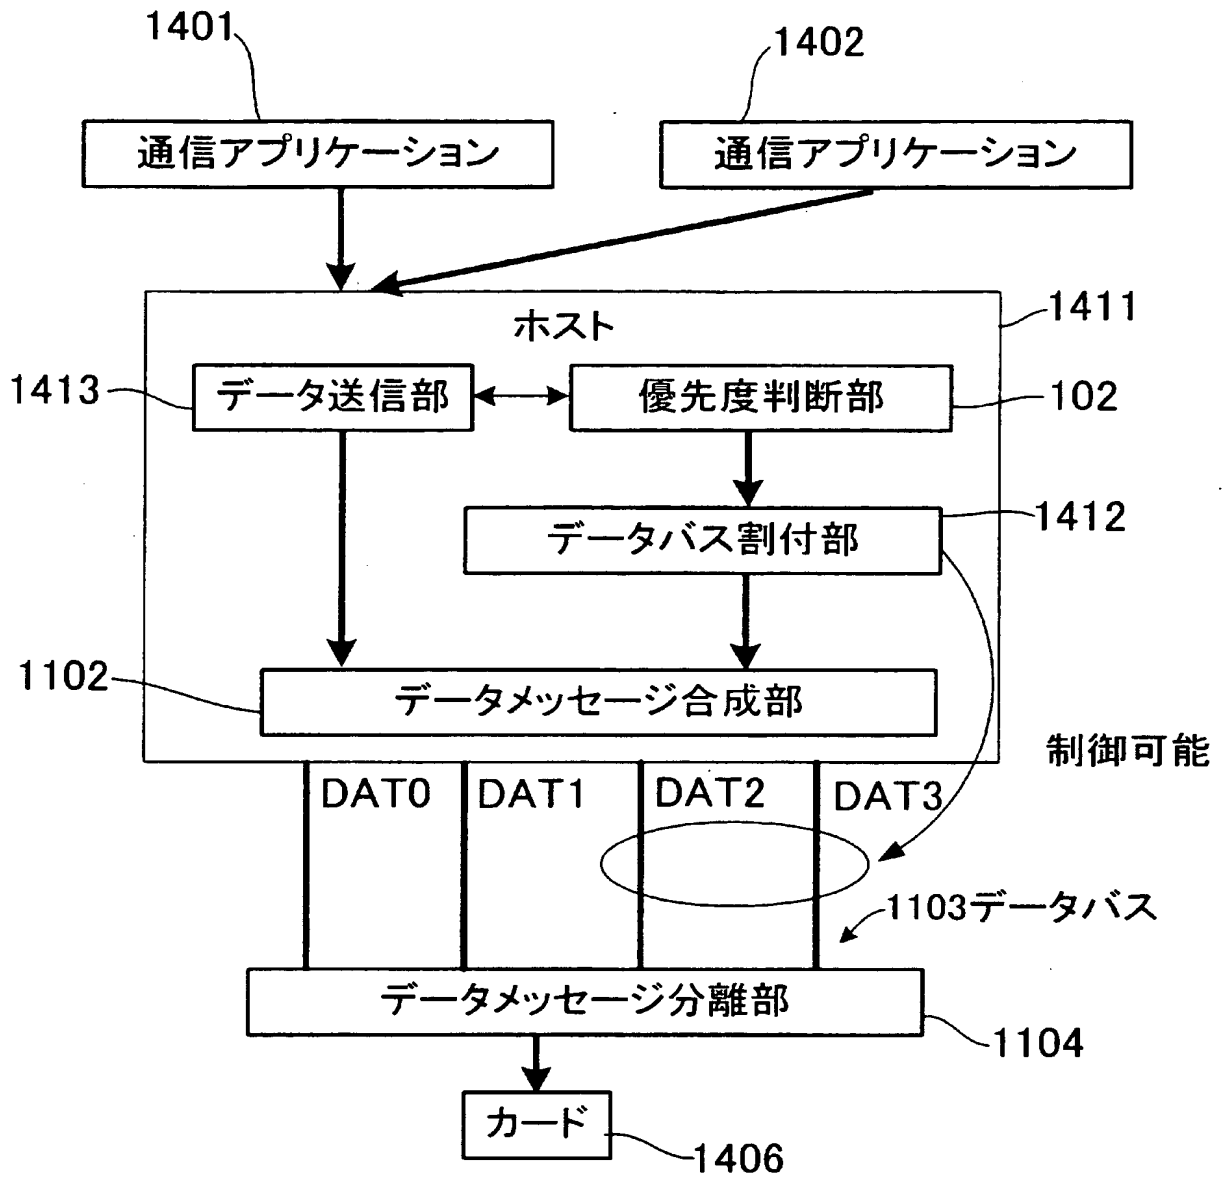 1401
1402
通信アプリケーション
通信アプリケーション
ホスト
1411
1413
データ送信部
優先度判断部
102
データバス割付部
1412
1102
データメッセージ合成部
制御可能
DAT0
DAT1
DAT2
DAT3
1103データバス
データメッセージ分離部
1104
カード
1406